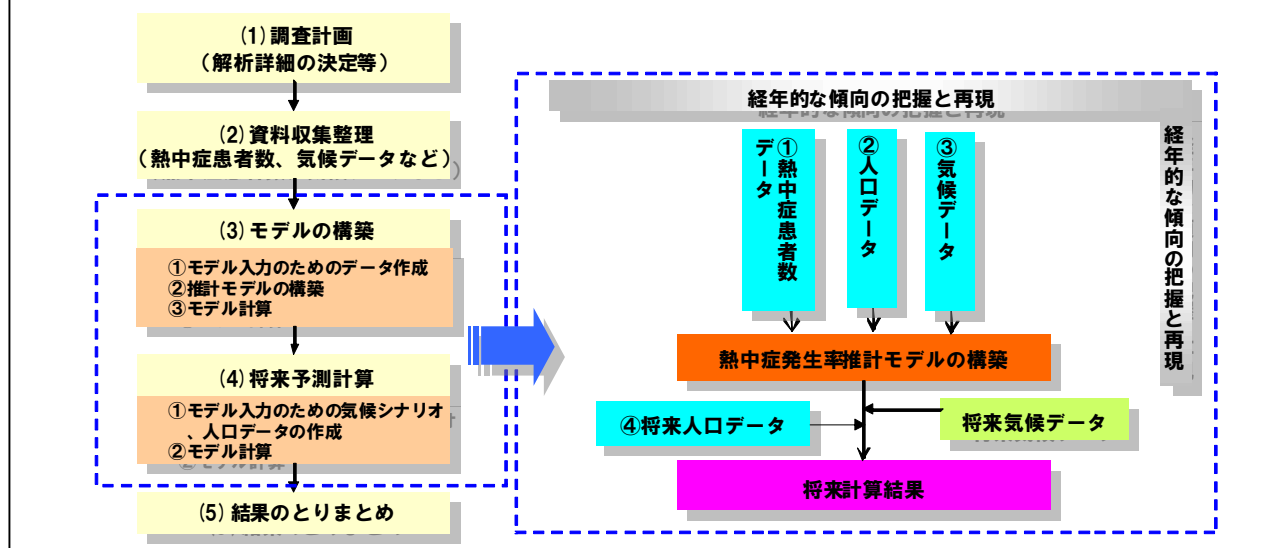 (1)調査計画
(解析詳細の決定等)
(2)資料収集整理
(熱中症患者数、気候データなど)
(3)モデルの構築
①モデル入力のためのデータ作成
②推計モデルの構築
③モデル計算
(4)将来予測計算
①モデル入力のための気候シナリオ
、人口データの作成
②モデル計算
(5)結果のとりまとめ
経年的な傾向の把握と再現
①熱中症患者数
データ
②人口データ
③気候データ
経年的な傾向の把握と再現
熱中症発生率推計モデルの構築
④将来人口データ
将来気候データ
将来計算結果